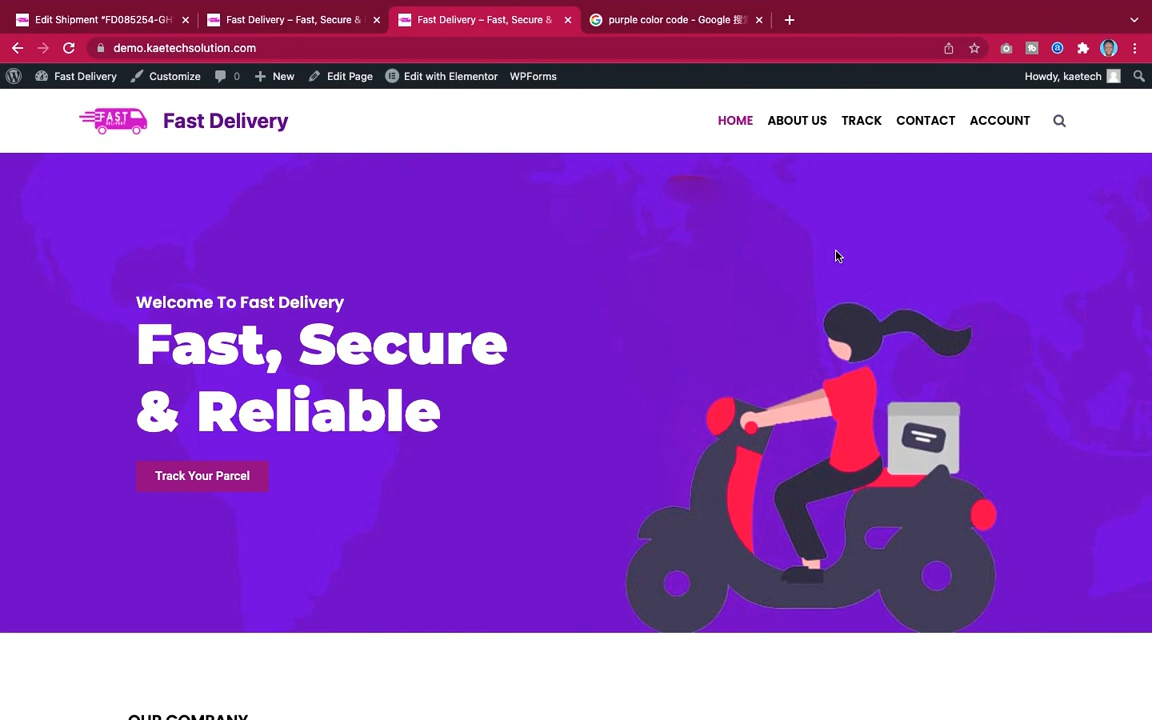 Edit Shipment "FD085254-GH
Fast Delivery – Fast, Secure &
Fast Delivery – Fast, Secure &
purple color code - Google 搜
demo.kaetechsolution.com
Fast Delivery
Customize
0
New
Edit Page
Edit with Elementor
WPForms
Howdy, kaetech
FAST
Fast Delivery
HOME
ABOUT US
TRACK
CONTACT
ACCOUNT
Welcome To Fast Delivery
Fast, Secure
& Reliable
Track Your Parcel
OUR COMPANY